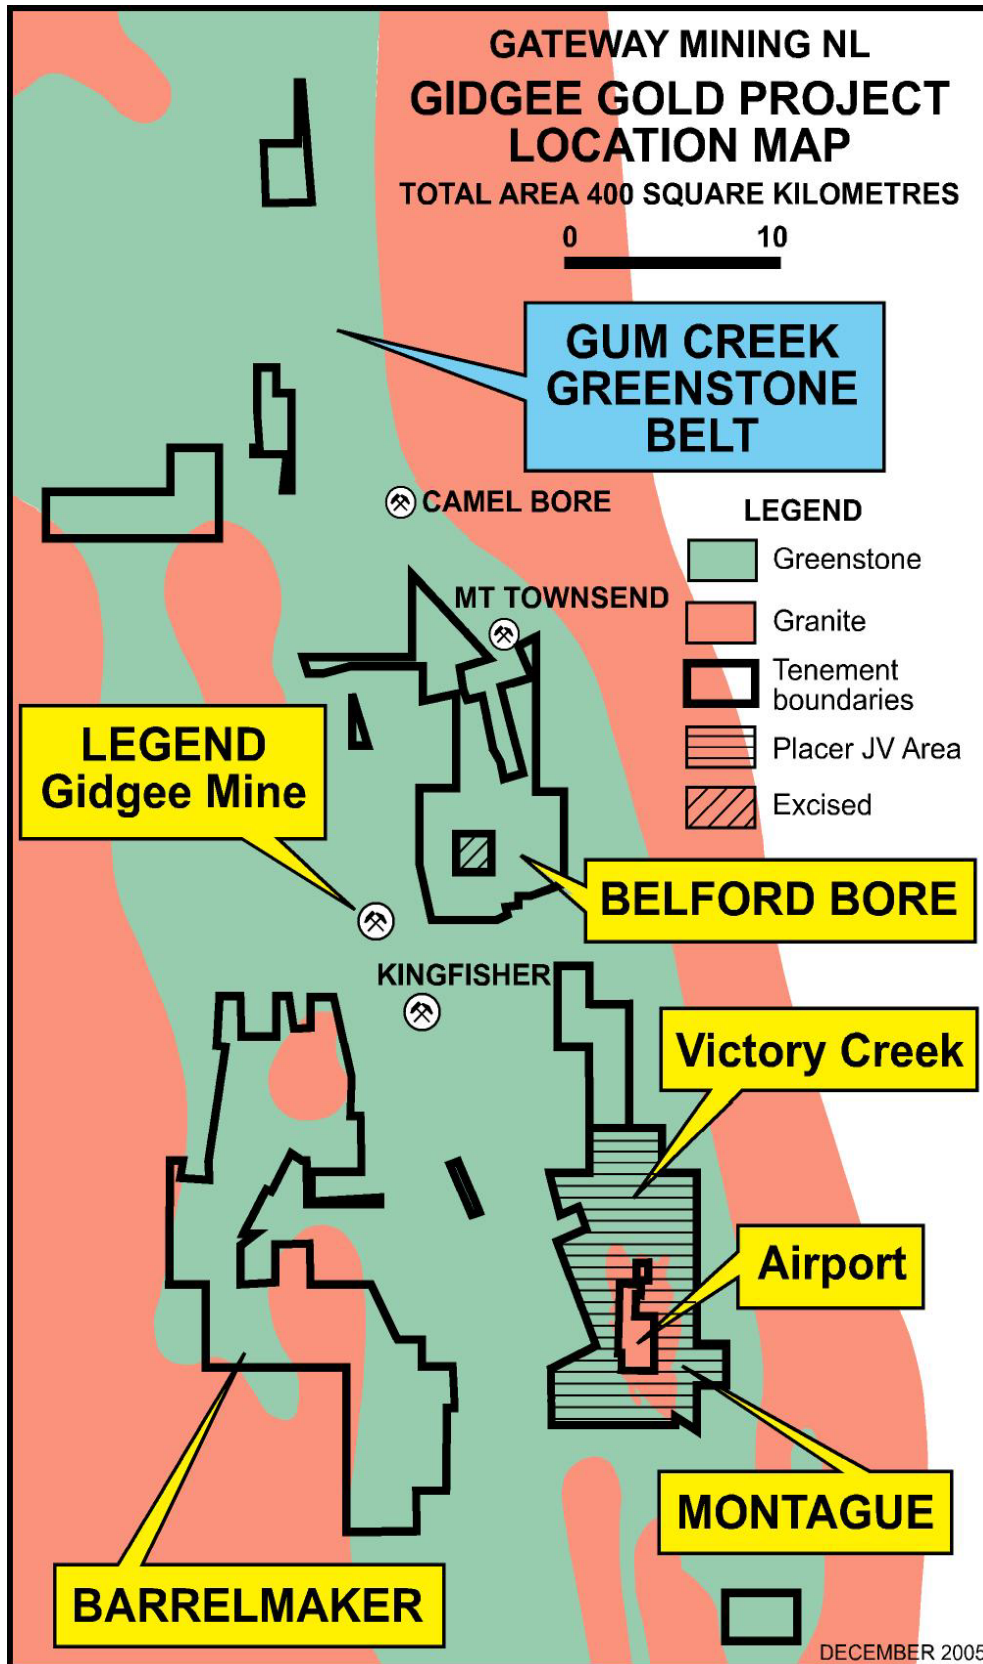 GATEWAY MINING NL
GIDGEE GOLD PROJECT
LOCATION MAP
TOTAL AREA 400 SQUARE KILOMETRES
0 10
GUM CREEK
GREENSTONE
BELT
CAMEL BORE
LEGEND
Greenstone
Granite
Tenement
boundaries
Placer JV Area
Excised
MT TOWNSEND
LEGEND
Gidgee Mine
BELFORD BORE
KINGFISHER
Victory Creek
Airport
MONTAGUE
BARRELMAKER
DECEMBER 2005